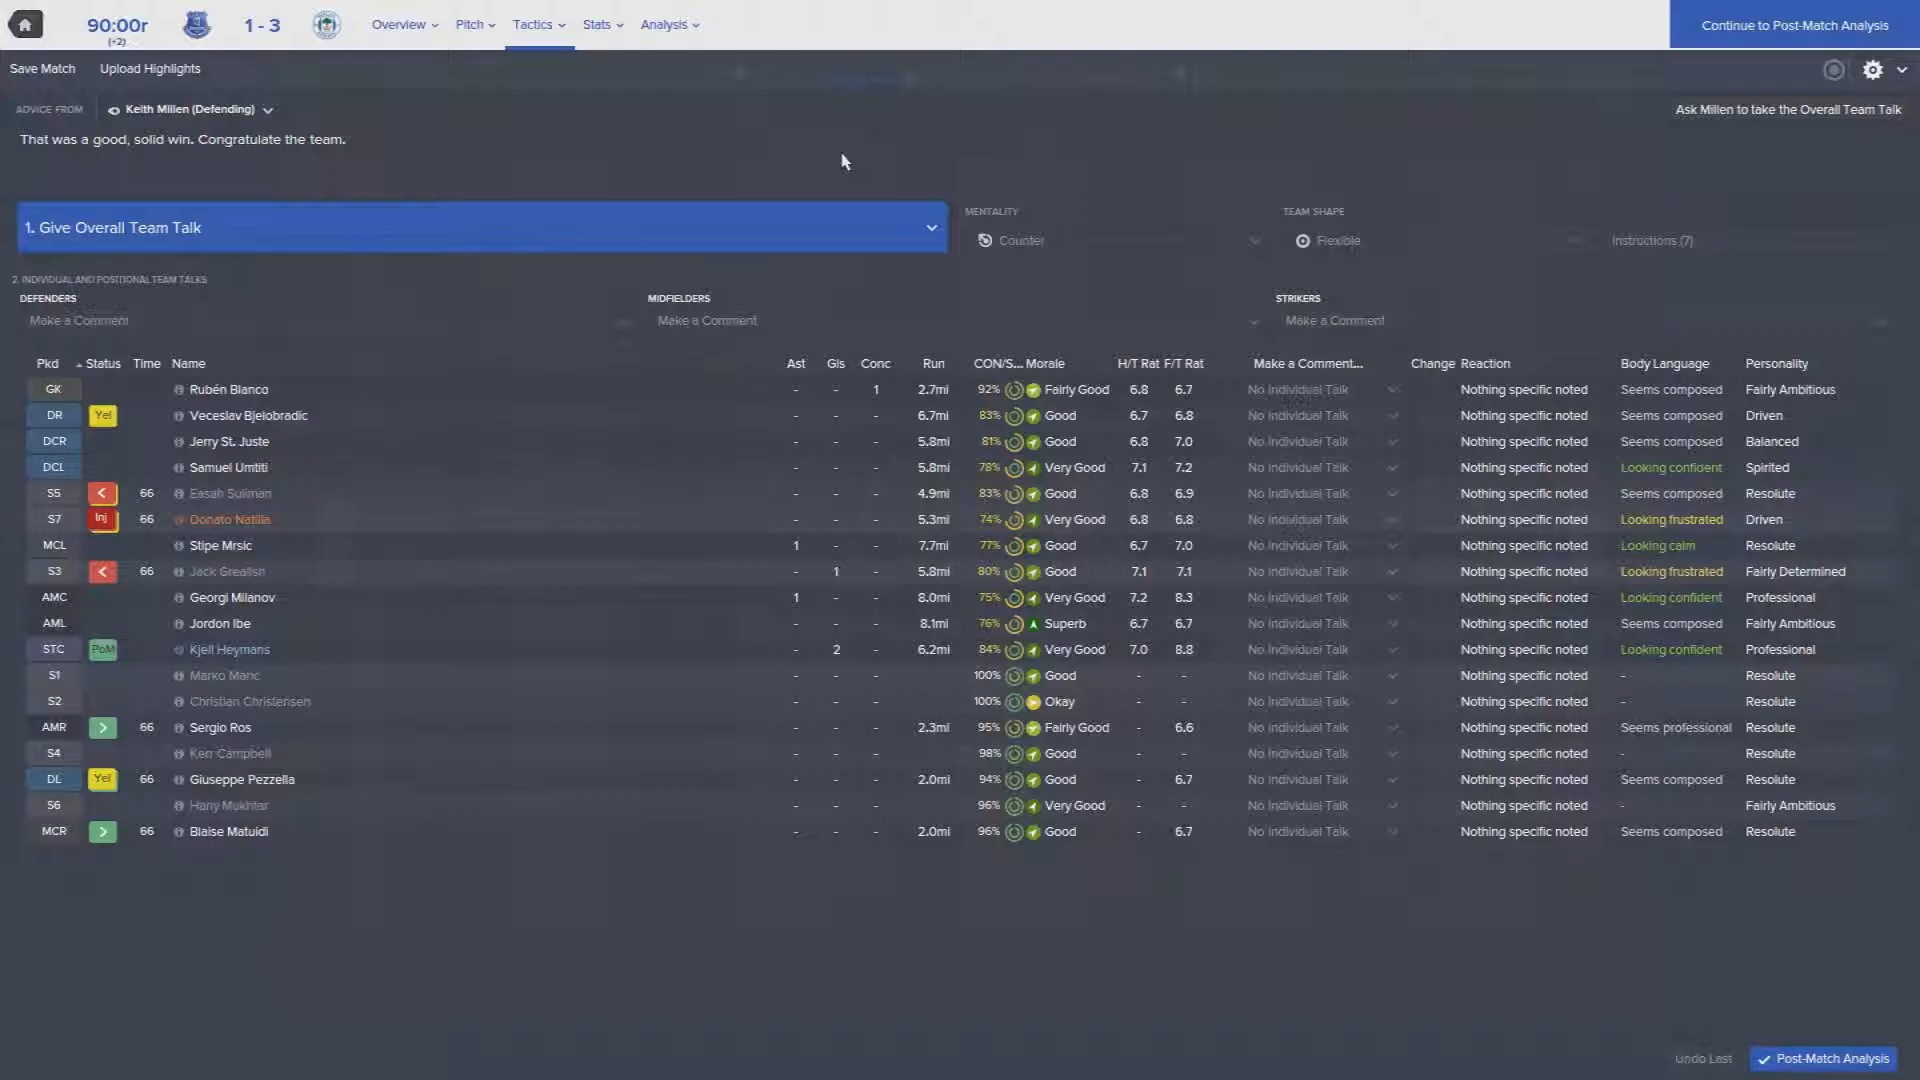 90:00r 1 - 3 Overview Pitch Tactics Stats Analysis Continue to Post-Match Analysis
(+2)
Save Match Upload Highlights
ADVICE FROM Keith Millen (Defending) Ask Millen to take the Overall Team Talk
That was a good, solid win. Congratulate the team.
1. Give Overall Team Talk
MENTALITY TEAM SHAPE
Counter Flexible Instructions (7)
2. INDIVIDUAL AND POSITIONAL TEAM TALKS
DEFENDERS MIDFIELDERS STRIKERS
Make a Comment Make a Comment Make a Comment
Pkd Status Time Name Ast Gls Conc Run CON/S... Morale H/T Rat F/T Rat Make a Comment... Change Reaction Body Language Personality
GK Rubén Blanco - - 1 2.7mi 92% Fairly Good 6.8 6.7 No Individual Talk Nothing specific noted Seems composed Fairly Ambitious
DR Yel Veceslav Bjelobradic - - - 6.7mi 83% Good 6.7 6.8 No Individual Talk Nothing specific noted Seems composed Driven
DCR Jerry St. Juste - - - 5.8mi 81% Good 6.8 7.0 No Individual Talk Nothing specific noted Seems composed Balanced
DCL Samuel Umtiti - - - 5.8mi 78% Very Good 7.1 7.2 No Individual Talk Nothing specific noted Looking confident Spirited
S5 < 66 Easah Suliman - - - 4.9mi 83% Good 6.8 6.9 No Individual Talk Nothing specific noted Seems composed Resolute
S7 Inj 66 Donato Natilla - - - 5.3mi 74% Very Good 6.8 6.8 No Individual Talk Nothing specific noted Looking frustrated Driven
MCL Stipe Mrsic 1 - - 7.7mi 77% Good 6.7 7.0 No Individual Talk Nothing specific noted Looking calm Resolute
S3 < 66 Jack Grealish - 1 - 5.8mi 80% Good 7.1 7.1 No Individual Talk Nothing specific noted Looking frustrated Fairly Determined
AMC Georgi Milanov 1 - - 8.0mi 75% Very Good 7.2 8.3 No Individual Talk Nothing specific noted Looking confident Professional
AML Jordon Ibe - - - 8.1mi 76% Superb 6.7 6.7 No Individual Talk Nothing specific noted Seems composed Fairly Ambitious
STC PoM Kjell Heymans - 2 - 6.2mi 84% Very Good 7.0 8.8 No Individual Talk Nothing specific noted Looking confident Professional
S1 Marko Maric - - - 100% Good - - No Individual Talk Nothing specific noted - Resolute
S2 Christian Christensen - - - 100% Okay - - No Individual Talk Nothing specific noted - Resolute
AMR > 66 Sergio Ros - - - 2.3mi 95% Fairly Good - 6.6 No Individual Talk Nothing specific noted Seems professional Resolute
S4 Kerr Campbell - - - 98% Good - - No Individual Talk Nothing specific noted - Resolute
DL Yel 66 Giuseppe Pezzella - - - 2.0mi 94% Good - 6.7 No Individual Talk Nothing specific noted Seems composed Resolute
S6 Hany Mukhtar - - - 96% Very Good - - No Individual Talk Nothing specific noted - Fairly Ambitious
MCR > 66 Blaise Matuidi - - - 2.0mi 96% Good - 6.7 No Individual Talk Nothing specific noted Seems composed Resolute
Undo Last Post-Match Analysis